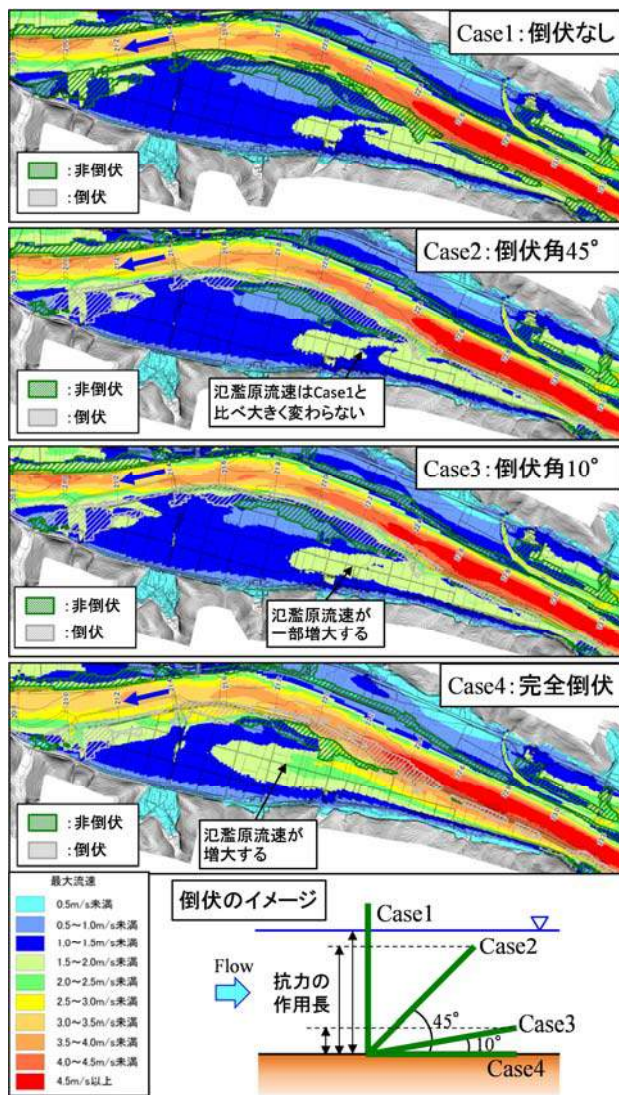 Case1:倒伏なし
:非倒伏
:倒伏
Case2:倒伏角45°
氾濫原流速はCase1と
比べ大きく変わらない
:非倒伏
:倒伏
Case3:倒伏角10°
氾濫原流速が
一部増大する
:非倒伏
:倒伏
Case4:完全倒伏
氾濫原流速が
増大する
:非倒伏
:倒伏
最大流速
0.5m/s未満
0.5~1.0m/s未満
1.0~1.5m/s未満
1.5~2.0m/s未満
2.0~2.5m/s未満
2.5~3.0m/s未満
3.0~3.5m/s未満
3.5~4.0m/s未満
4.0~4.5m/s未満
4.5m/s以上
倒伏のイメージ
Case1
Case2
Flow
抗力の
作用長
45°
Case3
10°
Case4